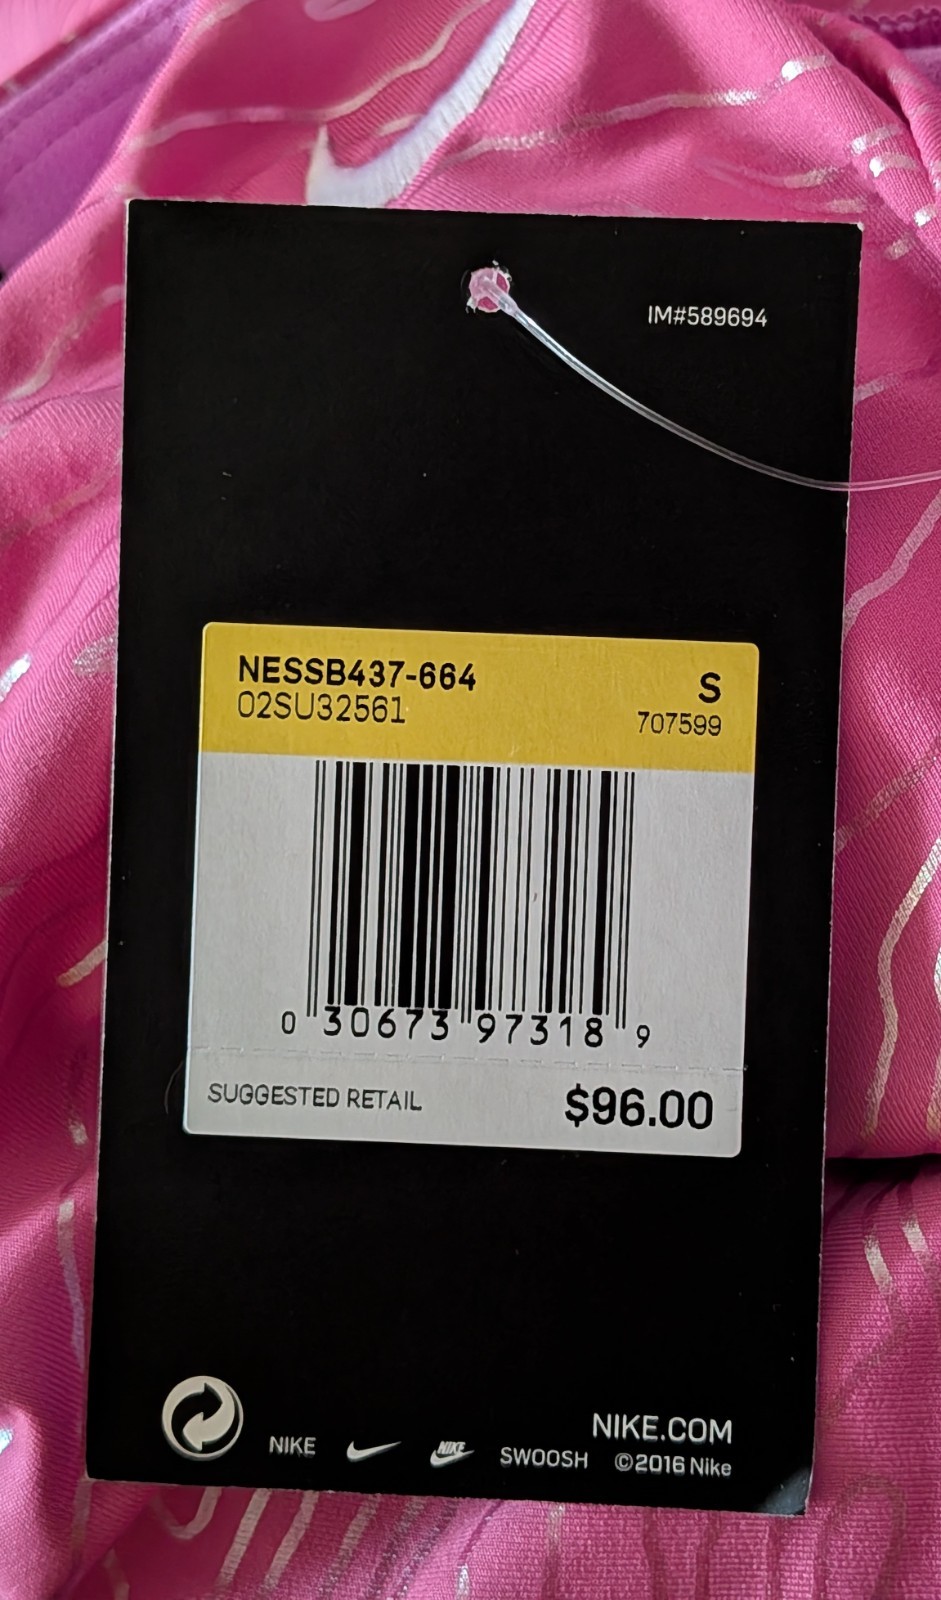 IM#589694
NESSB437-664
S
02SU32561
707599
0 30673 97318 9
SUGGESTED RETAIL
$96.00
NIKE.COM
NIKE NIKE SWOOSH ©2016 Nike